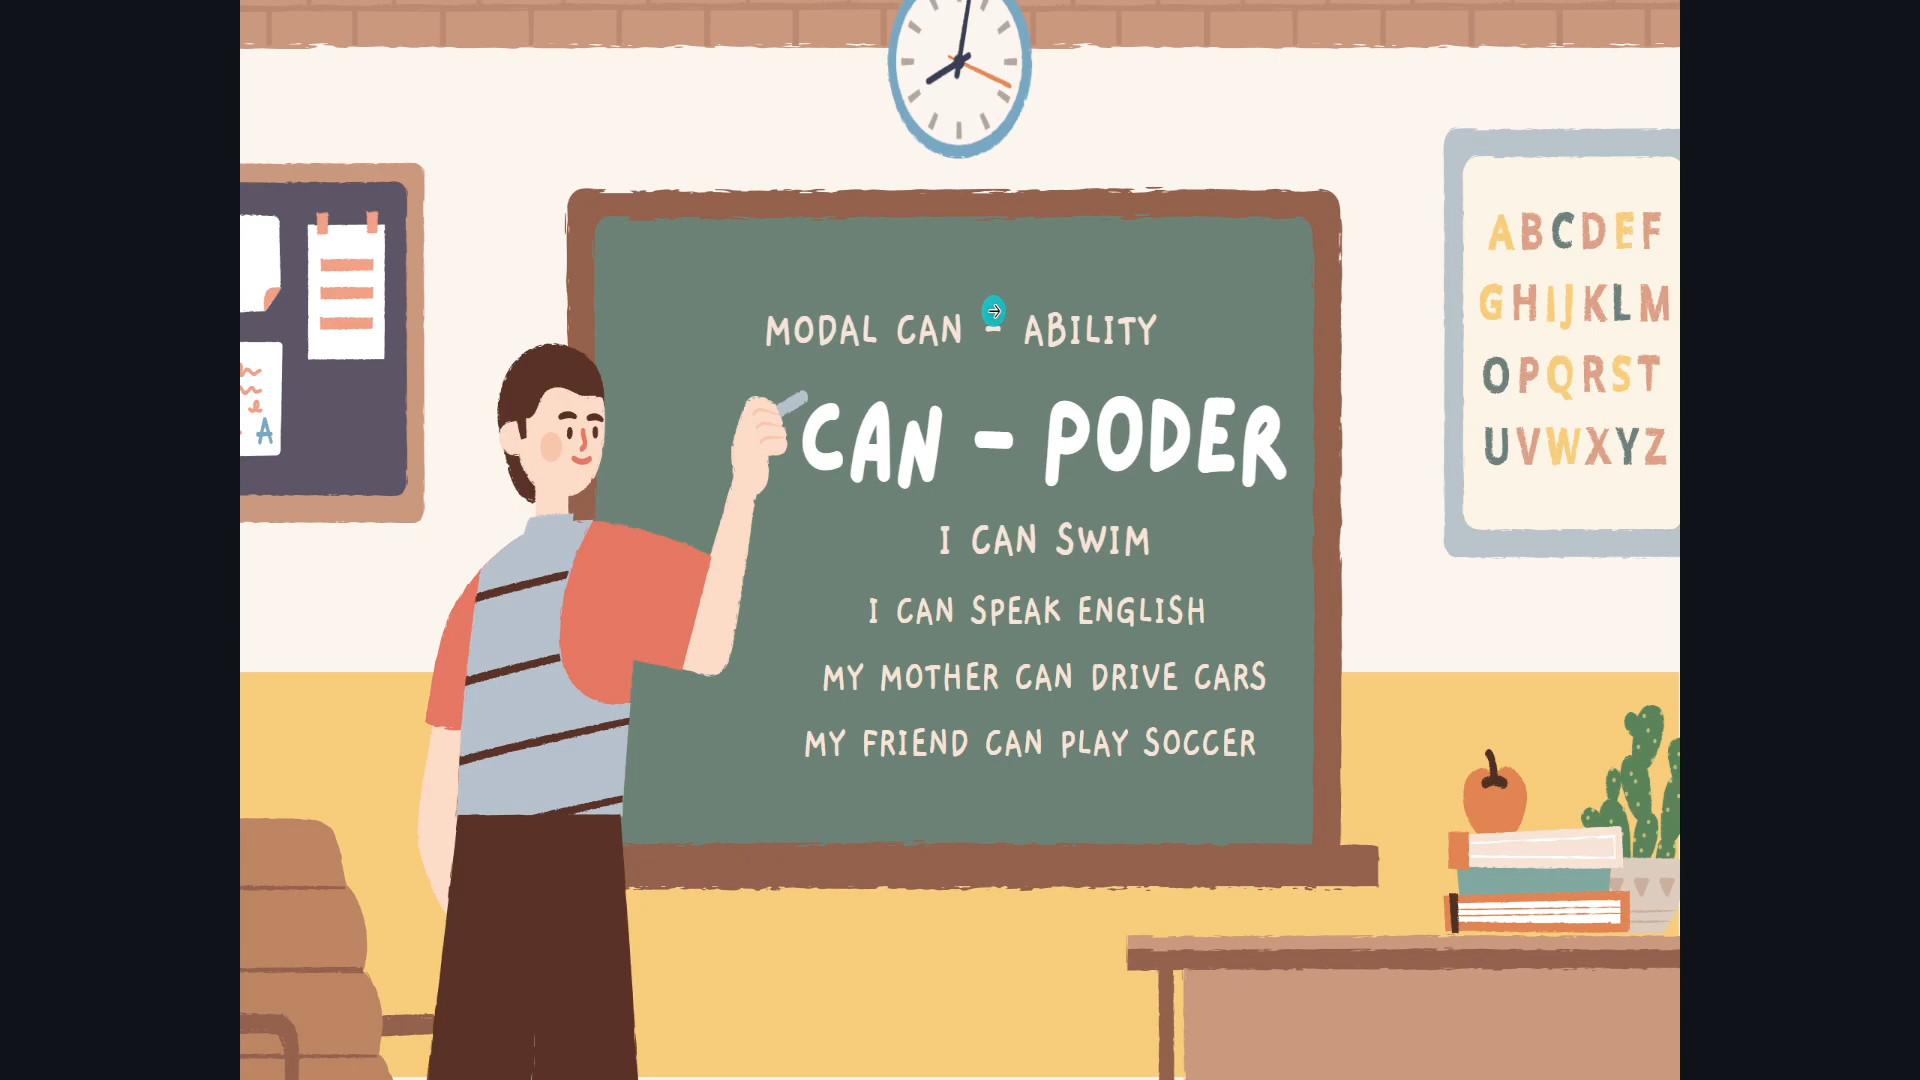 MODAL CAN - ABILITY
CAN - PODER
I CAN SWIM
I CAN SPEAK ENGLISH
MY MOTHER CAN DRIVE CARS
MY FRIEND CAN PLAY SOCCER
ABCDEF
GHIJKLM
OPQRST
UVWXYZ
A